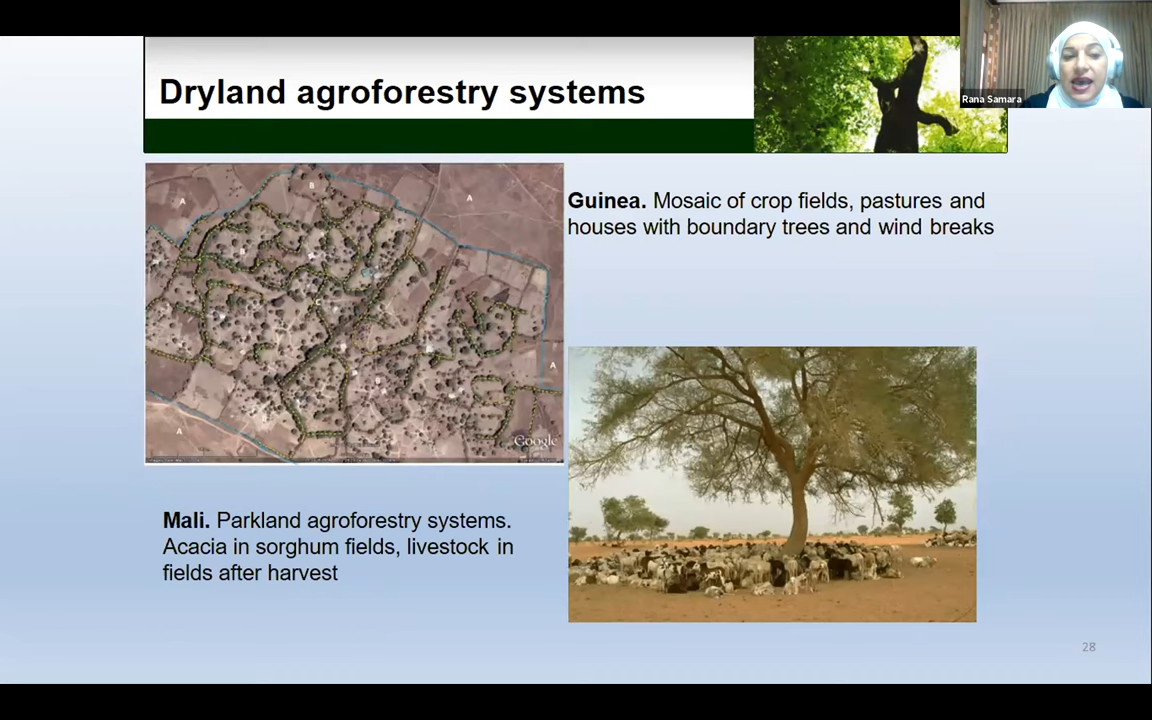 Rana Samara
Dryland agroforestry systems
A
B
A
Guinea. Mosaic of crop fields, pastures and
houses with boundary trees and wind breaks
A
A
Google
Mali. Parkland agroforestry systems.
Acacia in sorghum fields, livestock in
fields after harvest
28